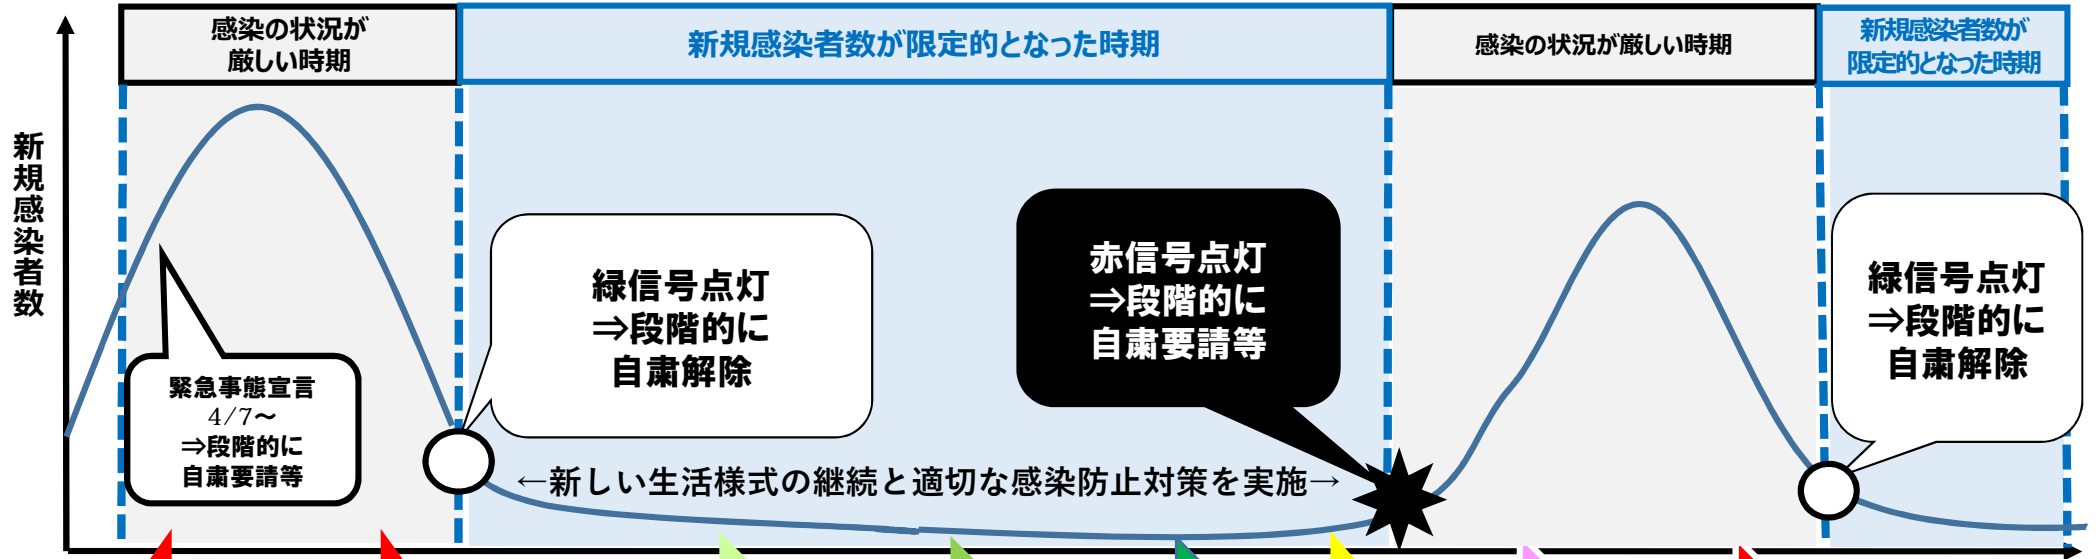 感染の状況が
厳しい時期
新規感染者数が限定的となった時期
感染の状況が厳しい時期
新規感染者数が
限定的となった時期
新規感染者数
緊急事態宣言
4/7～
⇒段階的に
自粛要請等
緑信号点灯
⇒段階的に
自粛解除
赤信号点灯
⇒段階的に
自粛要請等
緑信号点灯
⇒段階的に
自粛解除
←新しい生活様式の継続と適切な感染防止対策を実施→